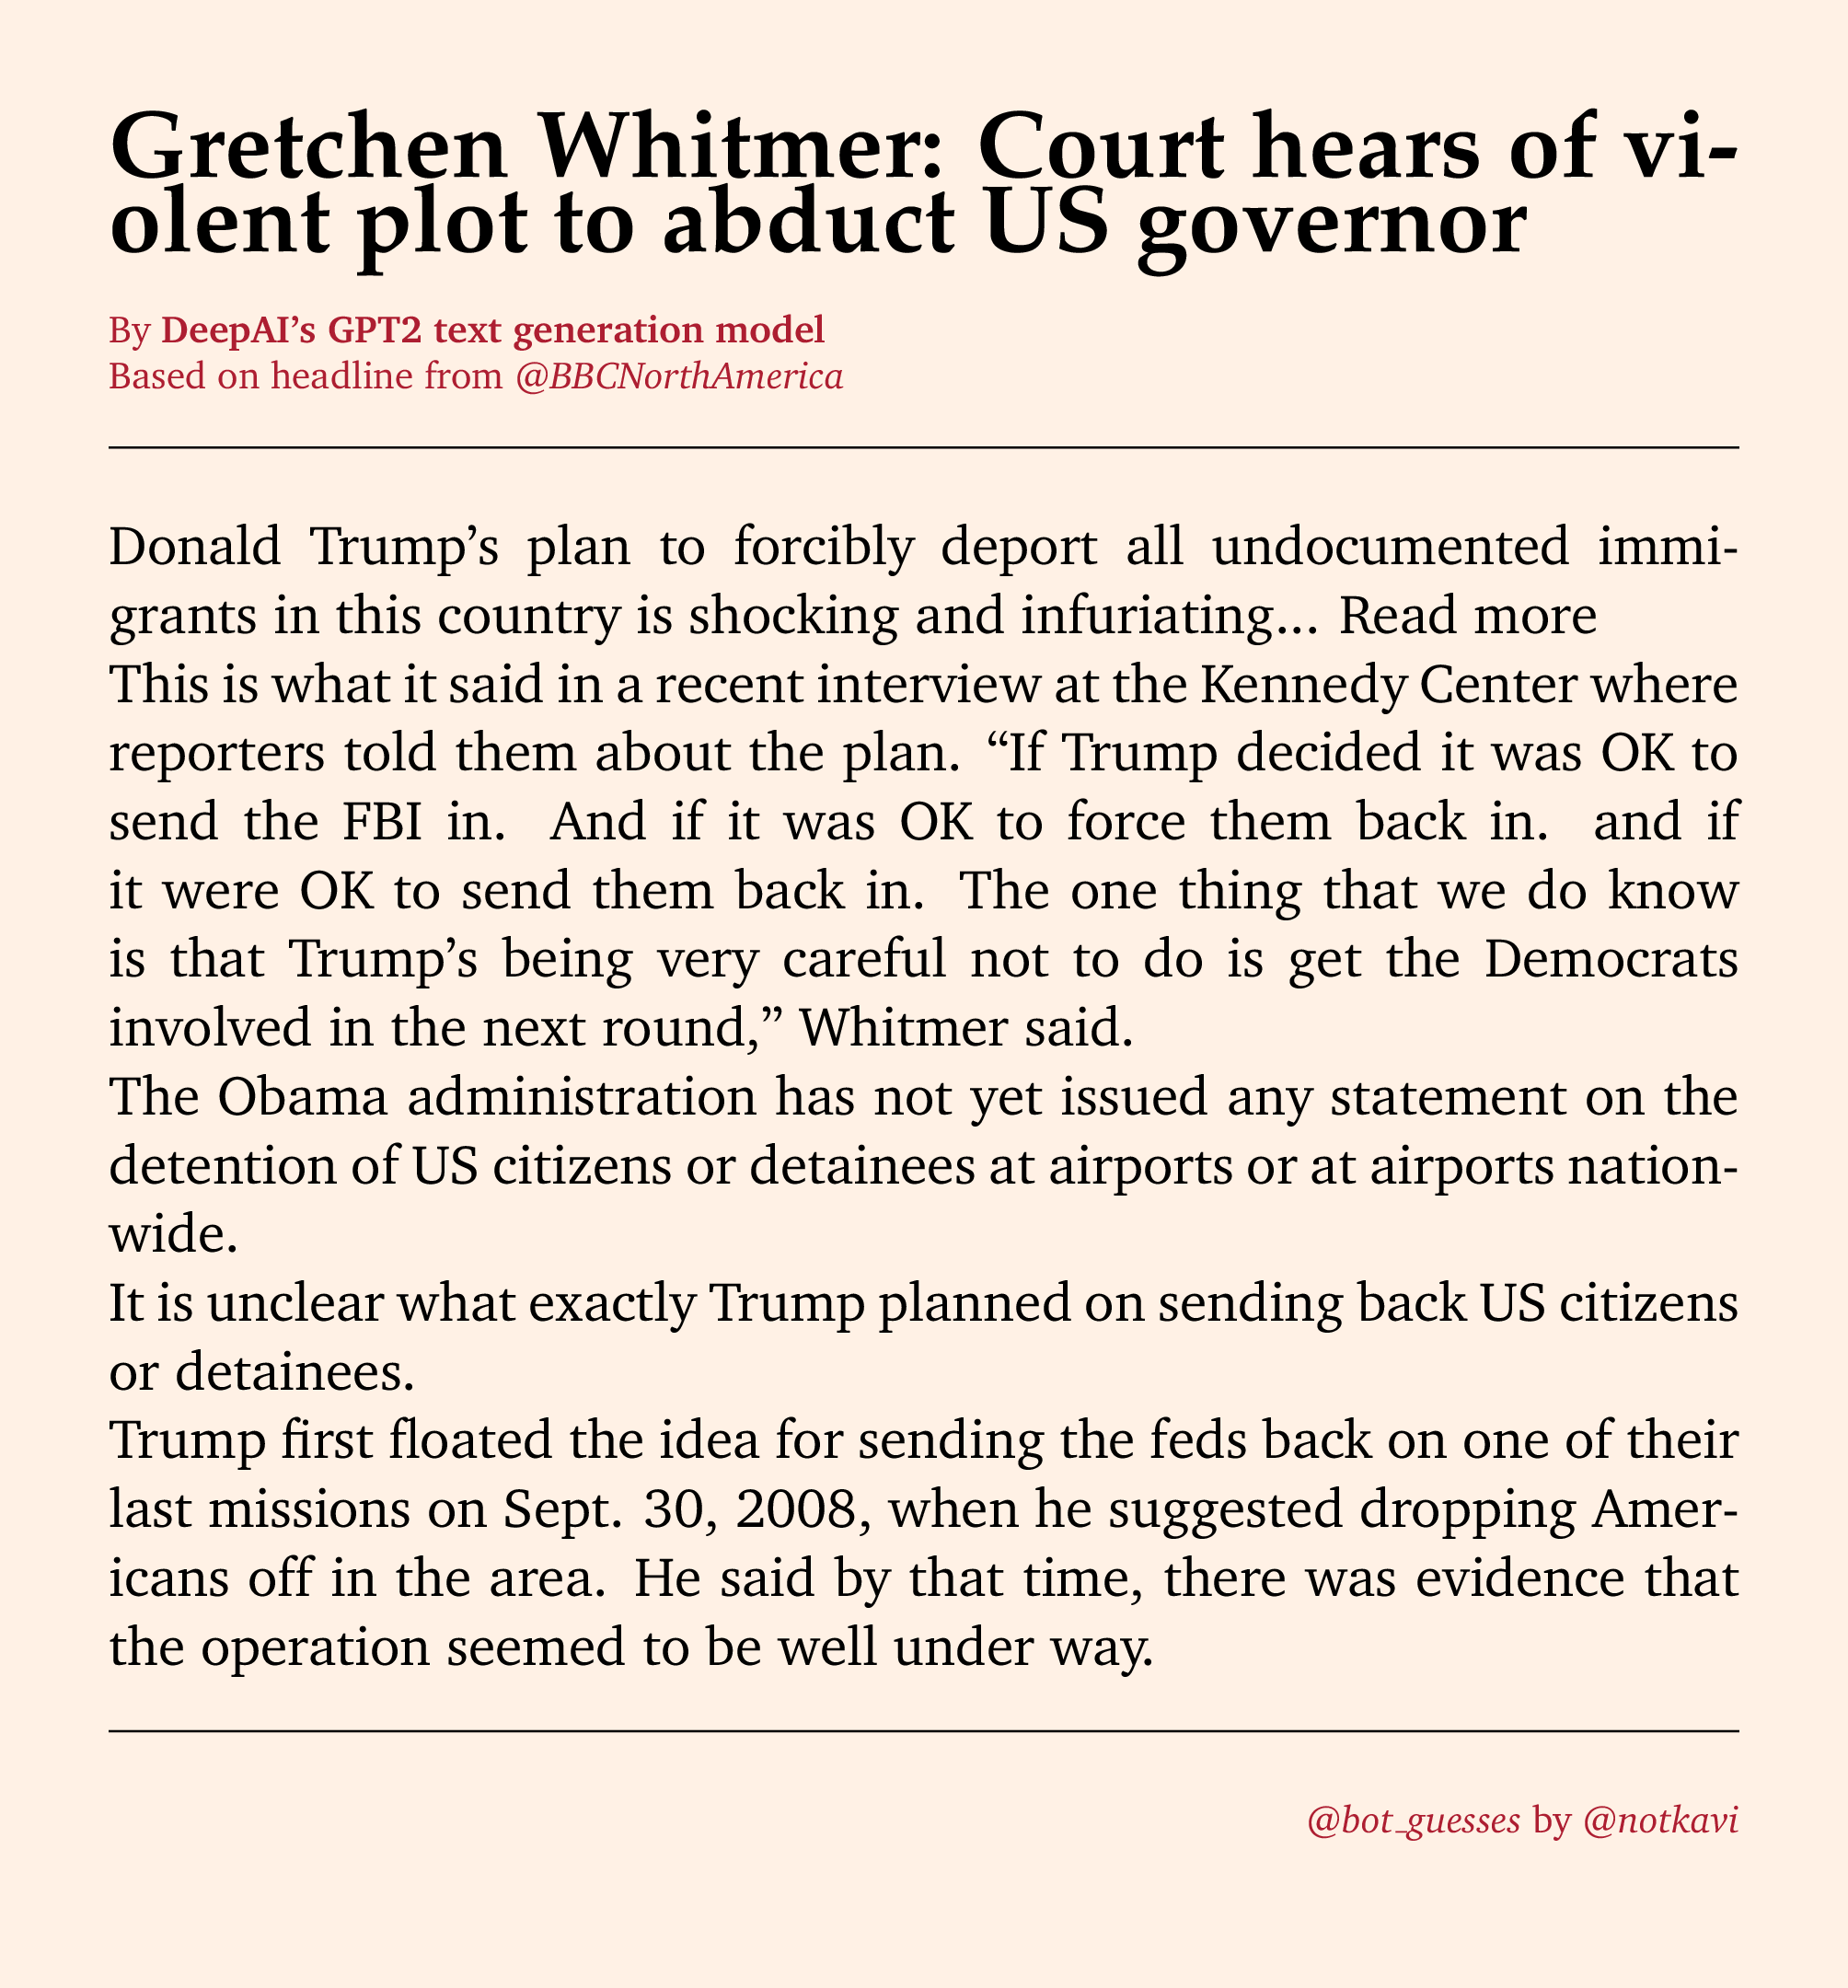 Gretchen Whitmer: Court hears of vi-
olent plot to abduct US governor
By DeepAI’s GPT2 text generation model
Based on headline from @BBCNorthAmerica
Donald Trump’s plan to forcibly deport all undocumented immi-
grants in this country is shocking and infuriating... Read more
This is what it said in a recent interview at the Kennedy Center where
reporters told them about the plan. “If Trump decided it was OK to
send the FBI in. And if it was OK to force them back in. and if
it were OK to send them back in. The one thing that we do know
is that Trump’s being very careful not to do is get the Democrats
involved in the next round,” Whitmer said.
The Obama administration has not yet issued any statement on the
detention of US citizens or detainees at airports or at airports nation-
wide.
It is unclear what exactly Trump planned on sending back US citizens
or detainees.
Trump first floated the idea for sending the feds back on one of their
last missions on Sept. 30, 2008, when he suggested dropping Amer-
icans off in the area. He said by that time, there was evidence that
the operation seemed to be well under way.
@bot_guesses by @notkavi